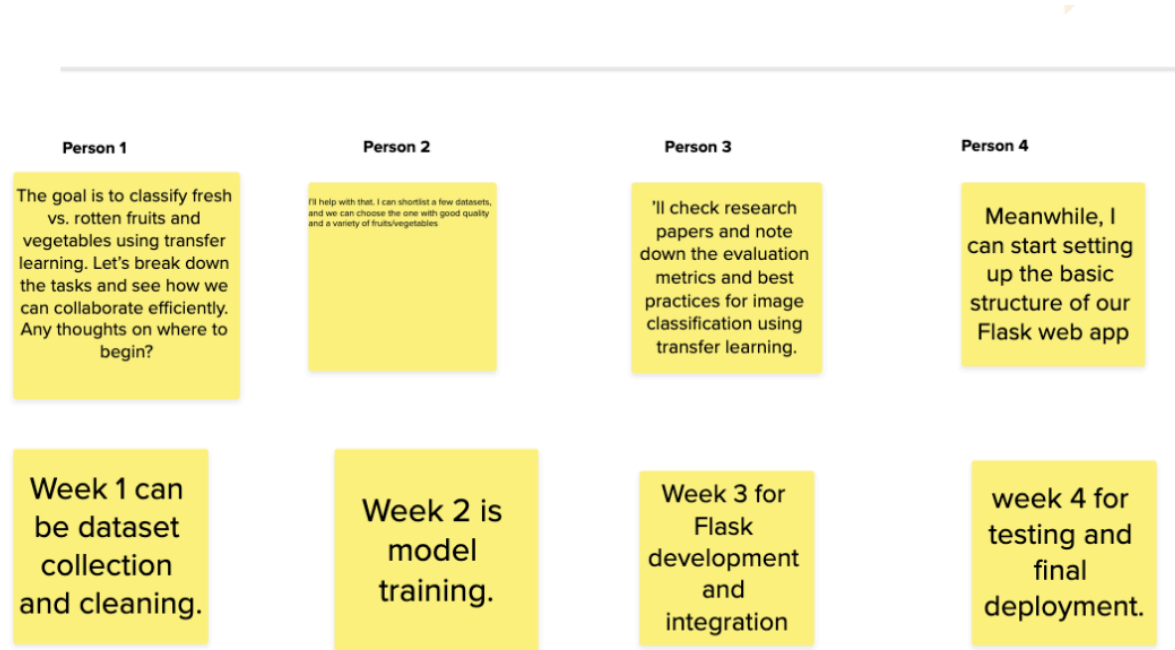 Person 1
Person 2
Person 3
Person 4
The goal is to classify fresh
vs. rotten fruits and
vegetables using transfer
learning. Let's break down
the tasks and see how we
can collaborate efficiently.
Any thoughts on where to
begin?
I'll help with that. I can shortlist a few datasets,
and we can choose the one with good quality
and a variety of fruits/vegetables
'll check research
papers and note
down the evaluation
metrics and best
practices for image
classification using
transfer learning.
Meanwhile, I
can start setting
up the basic
structure of our
Flask web app
Week 1 can
be dataset
collection
and cleaning.
Week 2 is
model
training.
Week 3 for
Flask
development
and
integration
week 4 for
testing and
final
deployment.